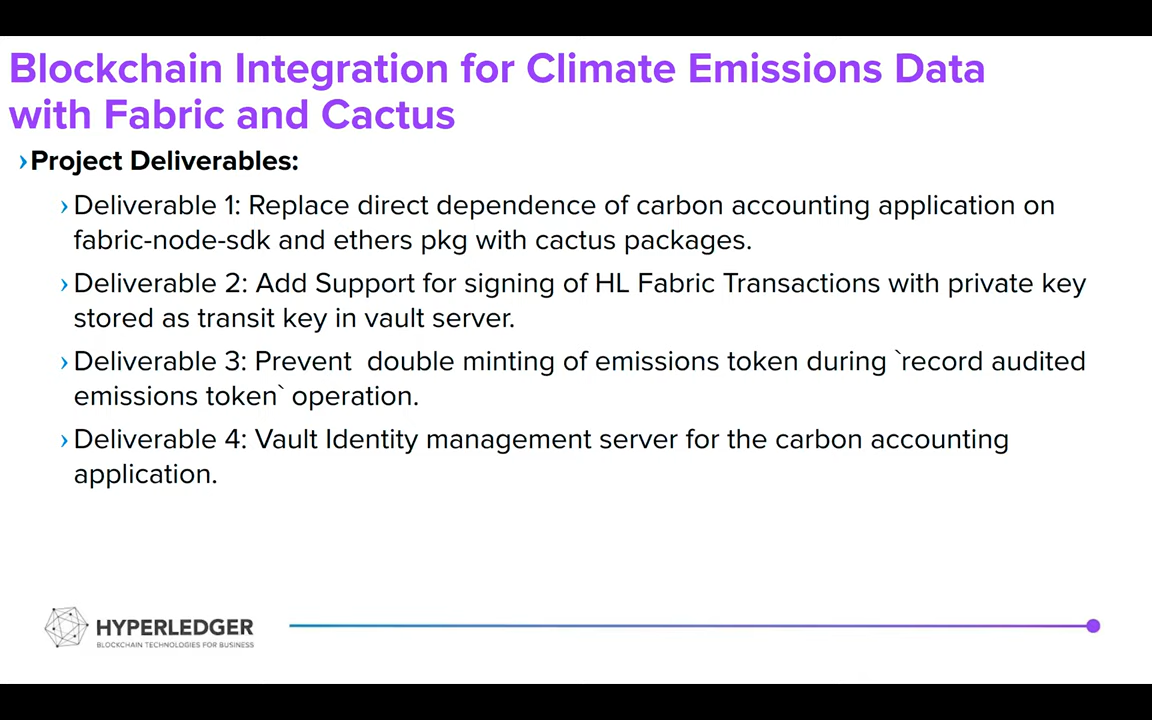 Blockchain Integration for Climate Emissions Data
with Fabric and Cactus
›Project Deliverables:
›Deliverable 1: Replace direct dependence of carbon accounting application on
fabric-node-sdk and ethers pkg with cactus packages.
›Deliverable 2: Add Support for signing of HL Fabric Transactions with private key
stored as transit key in vault server.
›Deliverable 3: Prevent  double minting of emissions token during `record audited
emissions token` operation.
›Deliverable 4: Vault Identity management server for the carbon accounting
application.
HYPERLEDGER
BLOCKCHAIN TECHNOLOGIES FOR BUSINESS